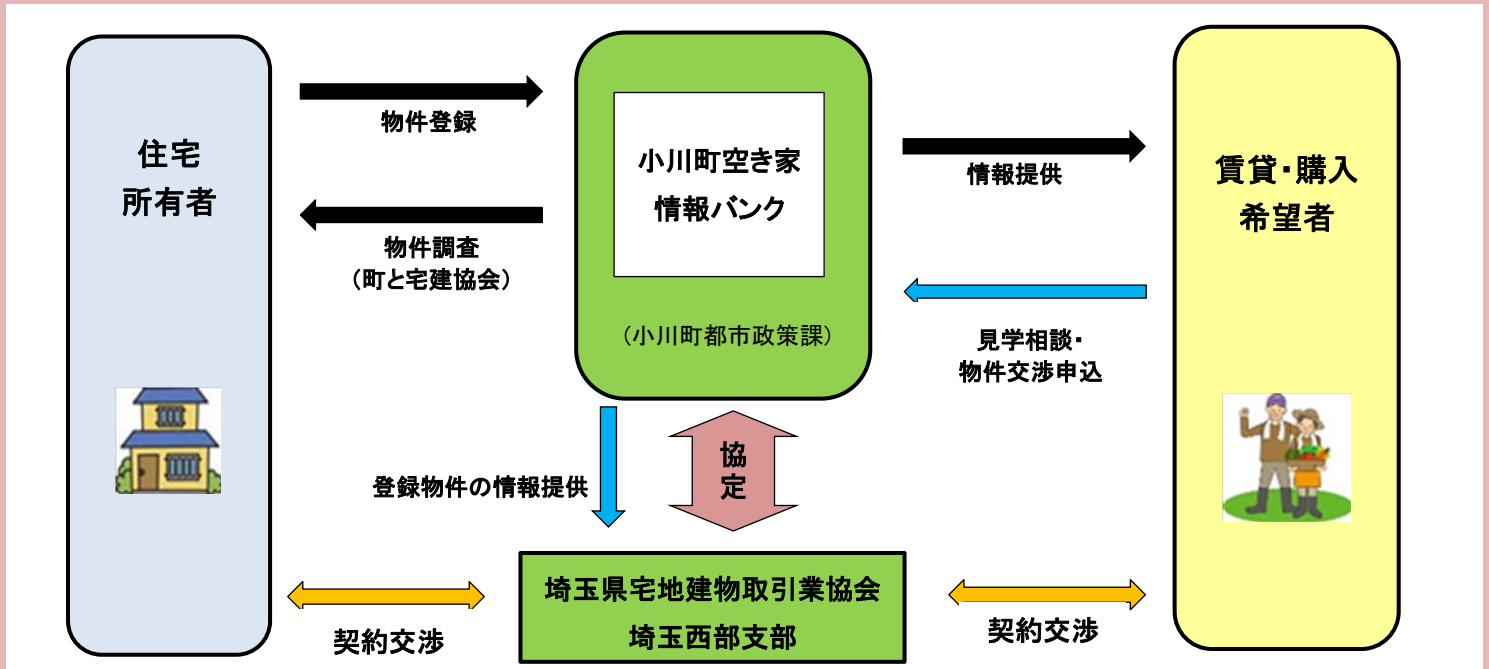 住宅
所有者
物件登録
物件調査
(町と宅建協会)
小川町空き家
情報バンク
(小川町都市政策課)
情報提供
見学相談・
物件交渉申込
賃貸・購入
希望者
登録物件の情報提供
協
定
埼玉県宅地建物取引業協会
埼玉西部支部
契約交渉
契約交渉